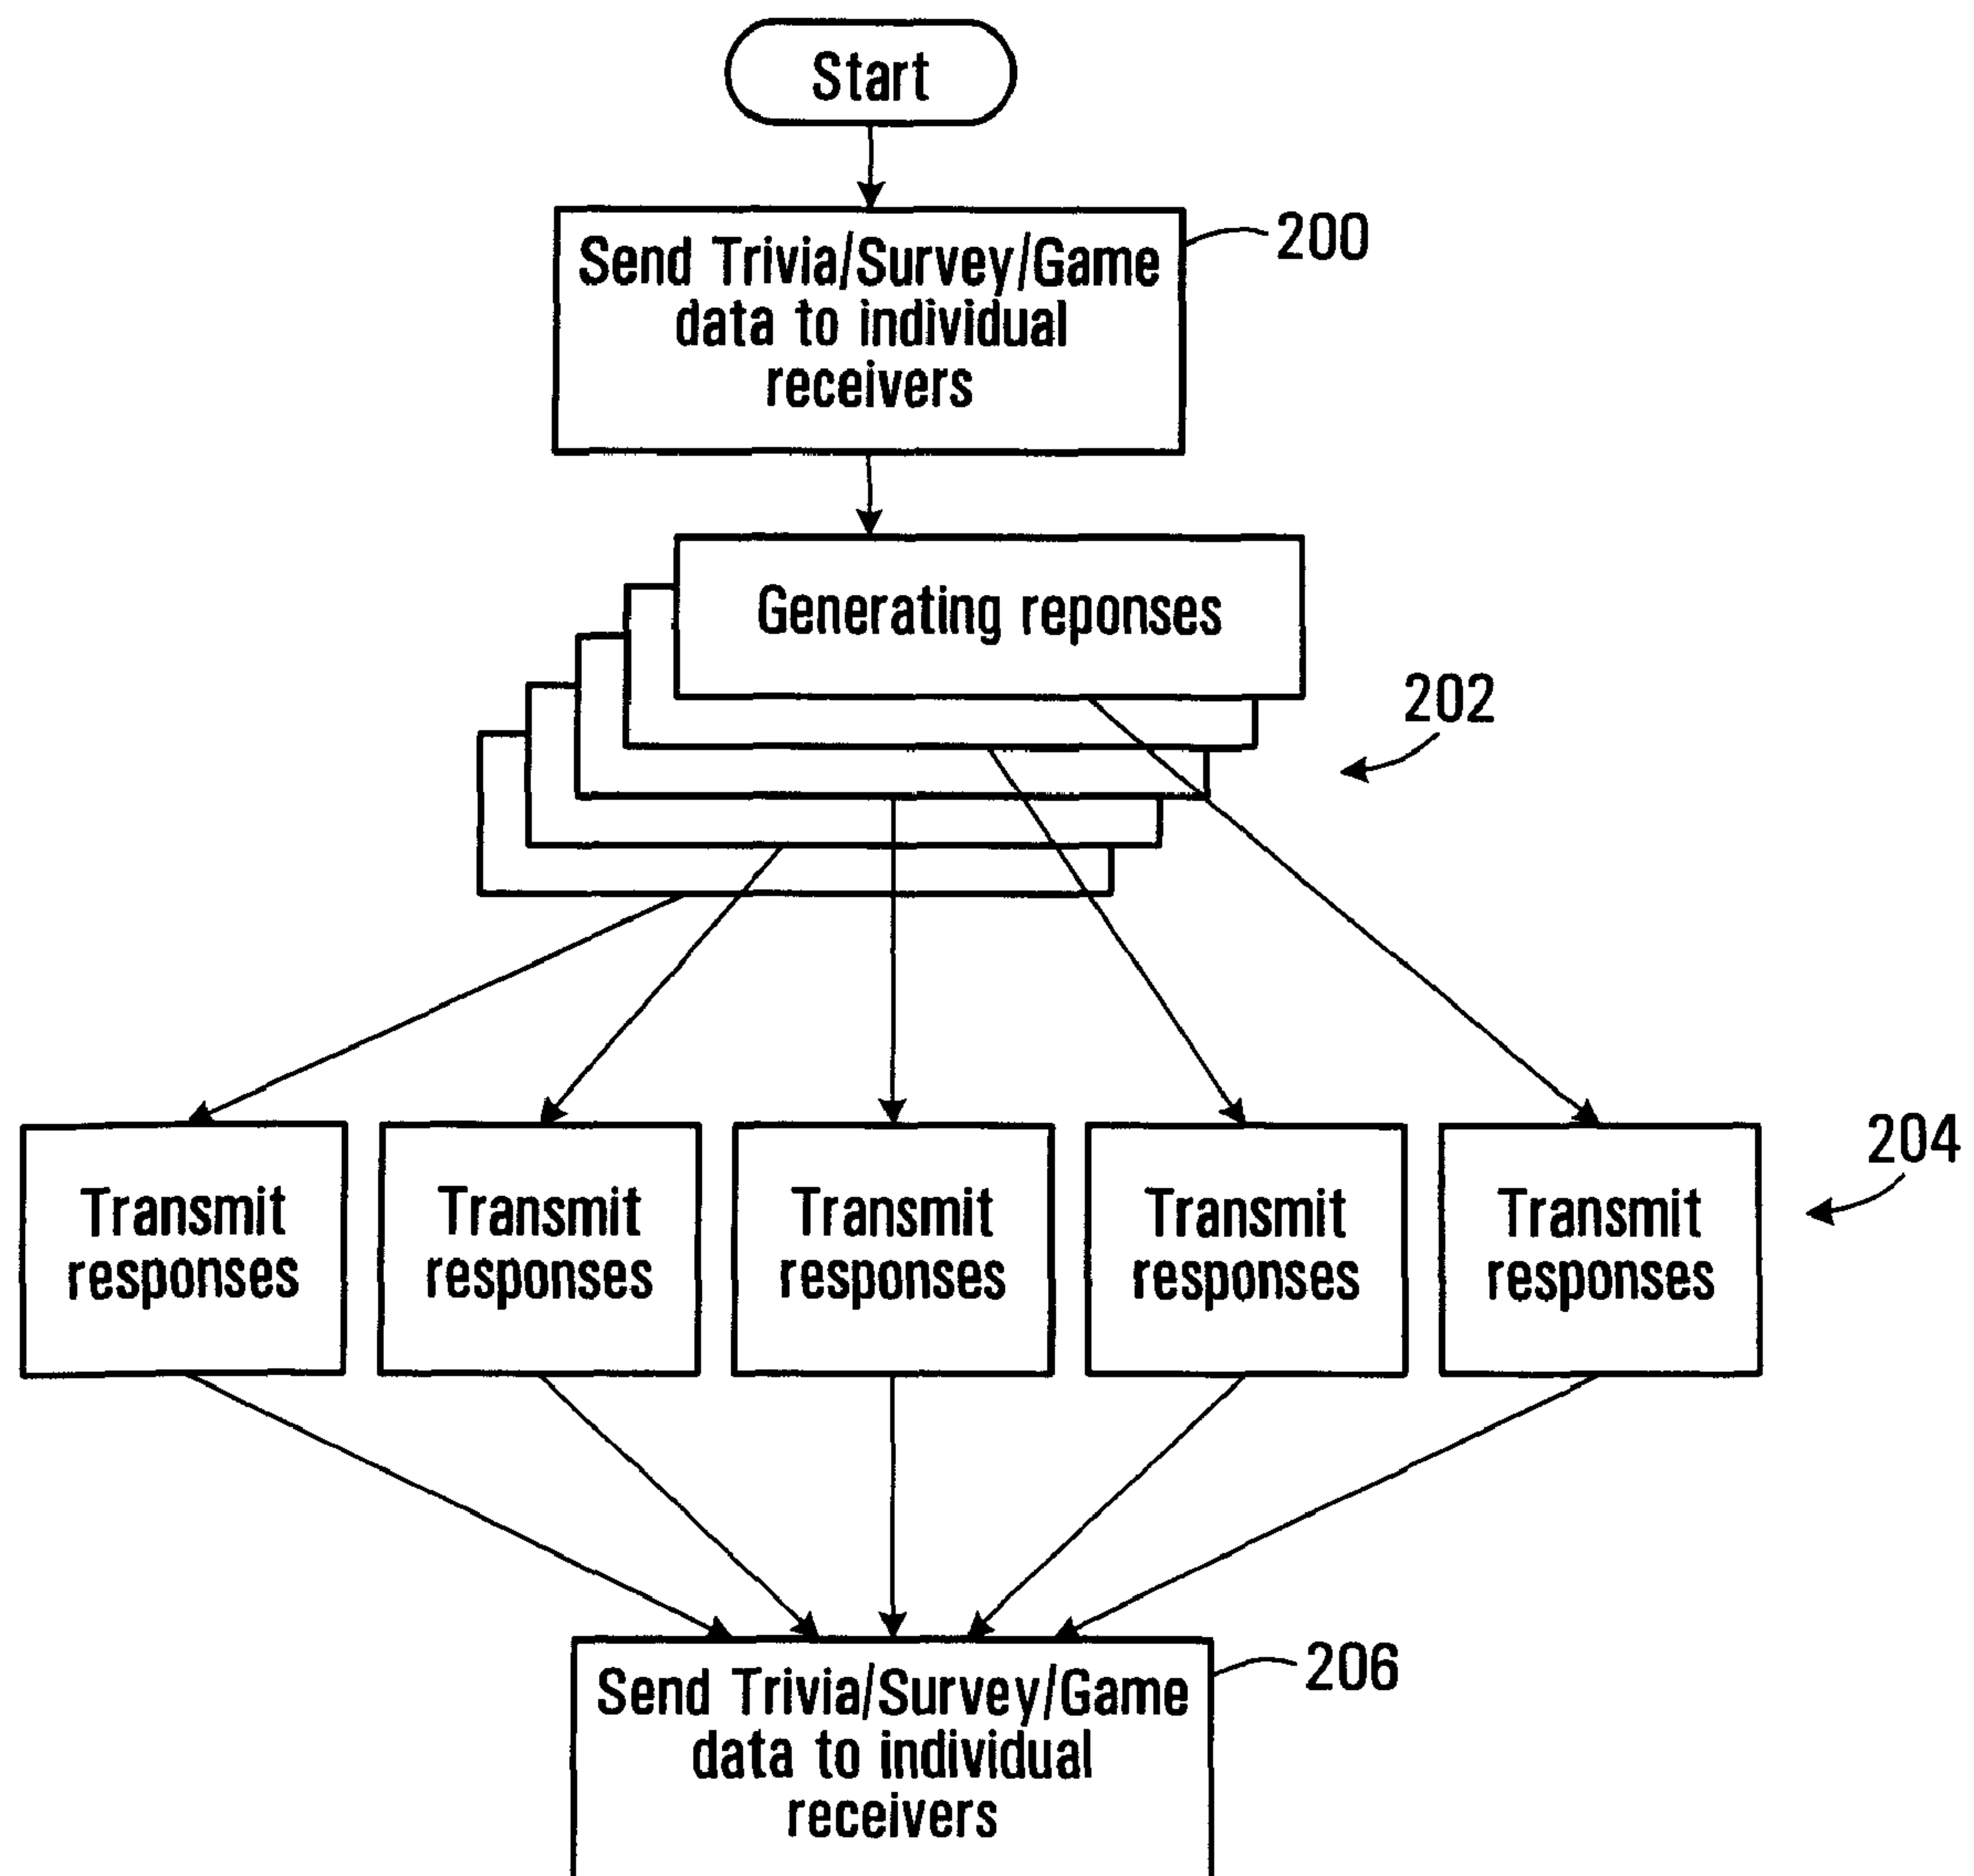 Start
200
Send Trivia/Survey/Game
data to individual
receivers
Generating reponses
202
204
Transmit
responses
Transmit
responses
Transmit
responses
Transmit
responses
Transmit
responses
206
Send Trivia/Survey/Game
data to individual
receivers